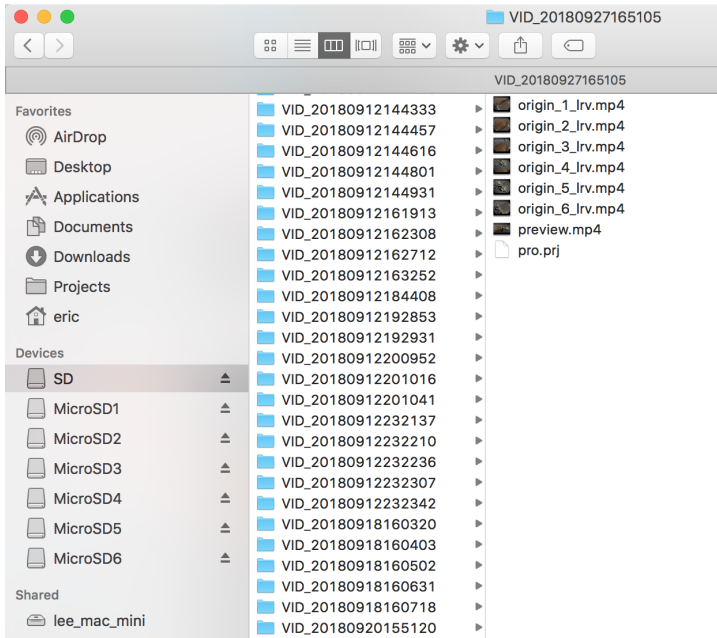 VID_20180927165105
VID_20180927165105
Favorites
AirDrop
Desktop
Applications
Documents
Downloads
Projects
eric
Devices
SD
MicroSD1
MicroSD2
MicroSD3
MicroSD4
MicroSD5
MicroSD6
Shared
lee_mac_mini
VID_20180912144333
VID_20180912144457
VID_20180912144616
VID_20180912144801
VID_20180912144931
VID_20180912161913
VID_20180912162308
VID_20180912162712
VID_20180912163252
VID_20180912184408
VID_20180912192853
VID_20180912192931
VID_20180912200952
VID_20180912201016
VID_20180912201041
VID_20180912232137
VID_20180912232210
VID_20180912232236
VID_20180912232307
VID_20180912232342
VID_20180918160320
VID_20180918160403
VID_20180918160502
VID_20180918160631
VID_20180918160718
VID_20180920155120
origin_1_lrv.mp4
origin_2_lrv.mp4
origin_3_lrv.mp4
origin_4_lrv.mp4
origin_5_lrv.mp4
origin_6_lrv.mp4
preview.mp4
pro.prj